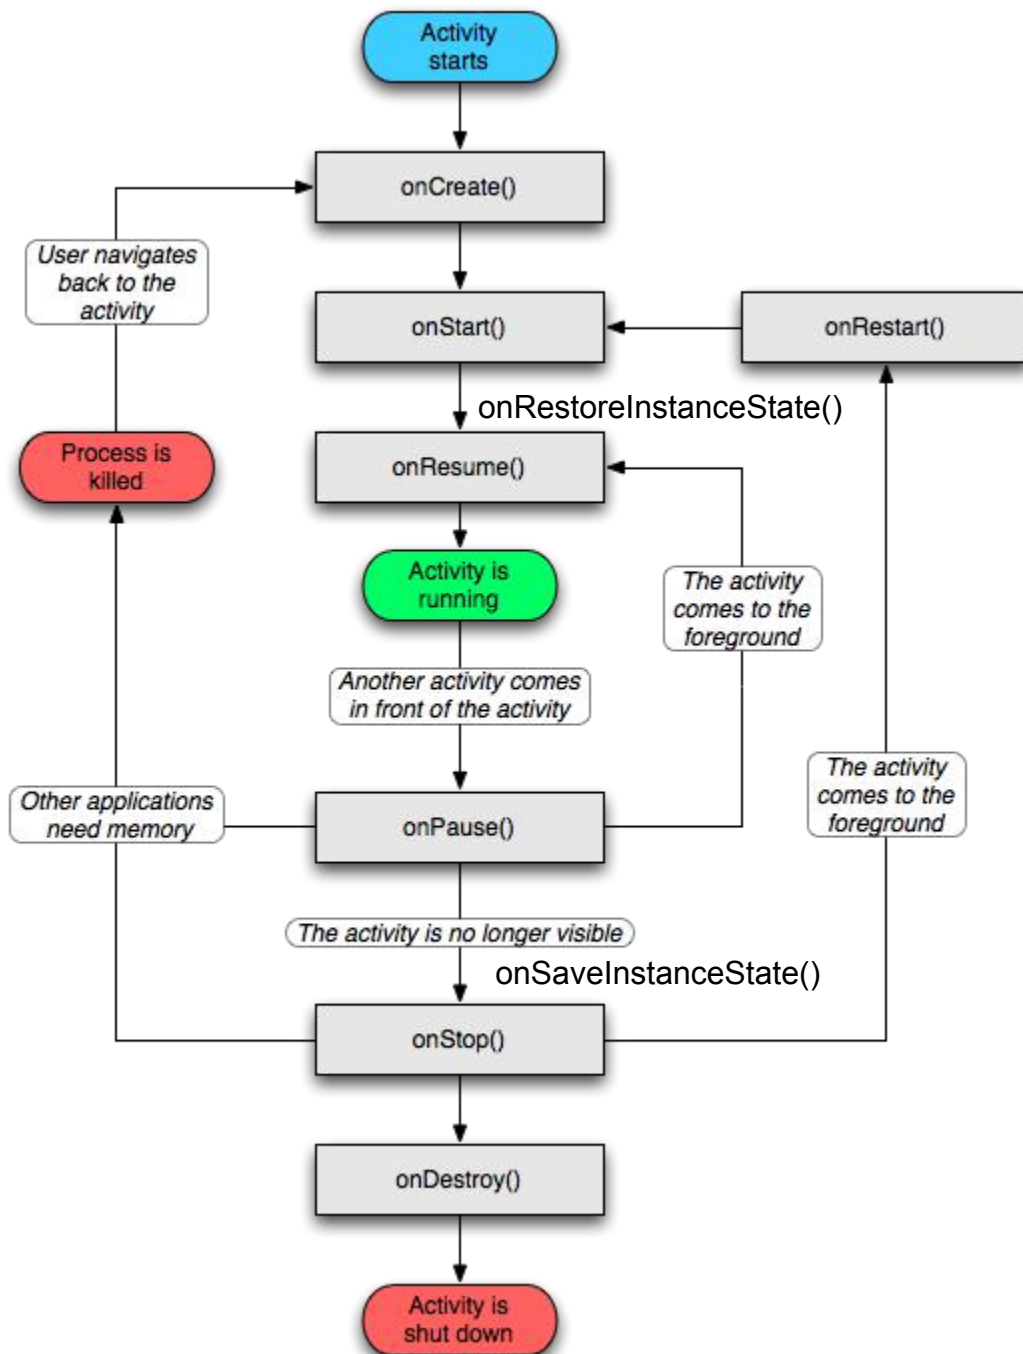 Activity
starts
onCreate()
User navigates
back to the
activity
onStart()
onRestart()
onRestoreInstanceState()
Process is
killed
onResume()
Activity is
running
The activity
comes to the
foreground
Another activity comes
in front of the activity
The activity
comes to the
foreground
Other applications
need memory
onPause()
The activity is no longer visible
onSaveInstanceState()
onStop()
onDestroy()
Activity is
shut down